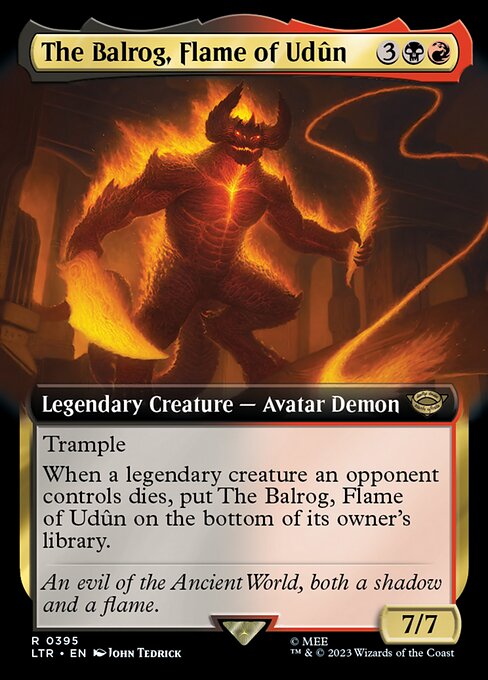 The Balrog, Flame of Udûn 3
Legendary Creature — Avatar Demon
Trample
When a legendary creature an opponent
controls dies, put The Balrog, Flame
of Udûn on the bottom of its owner's
library.
An evil of the Ancient World, both a shadow
and a flame.
7/7
R 0395
LTR • EN John Tedrick
© MEE
™ & © 2023 Wizards of the Coast